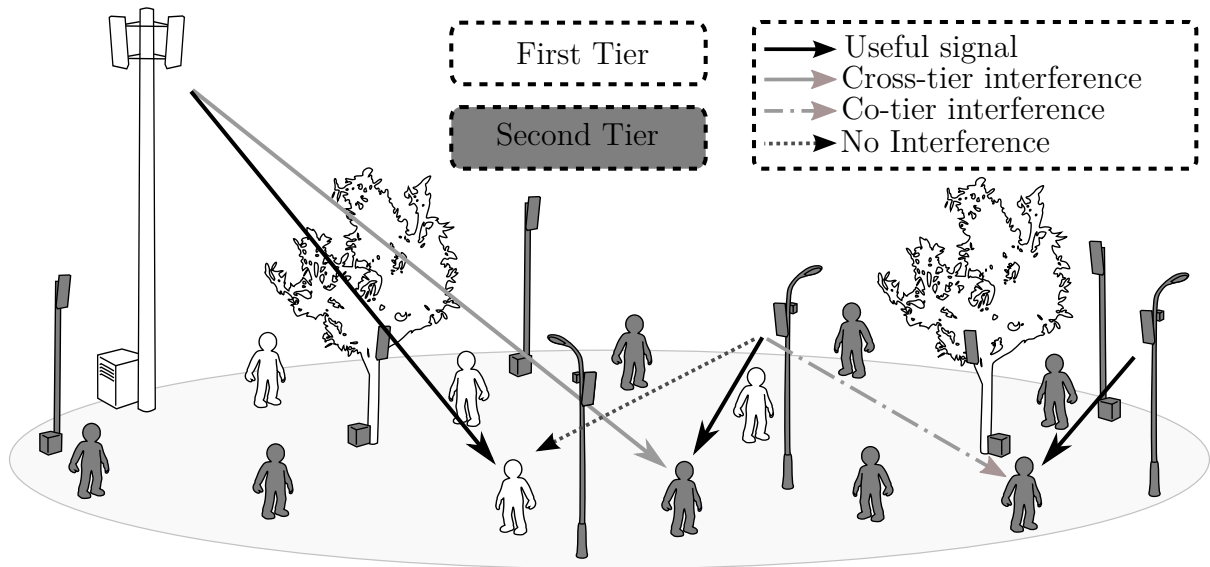 First Tier
Second Tier
Useful signal
Cross-tier interference
Co-tier interference
No Interference